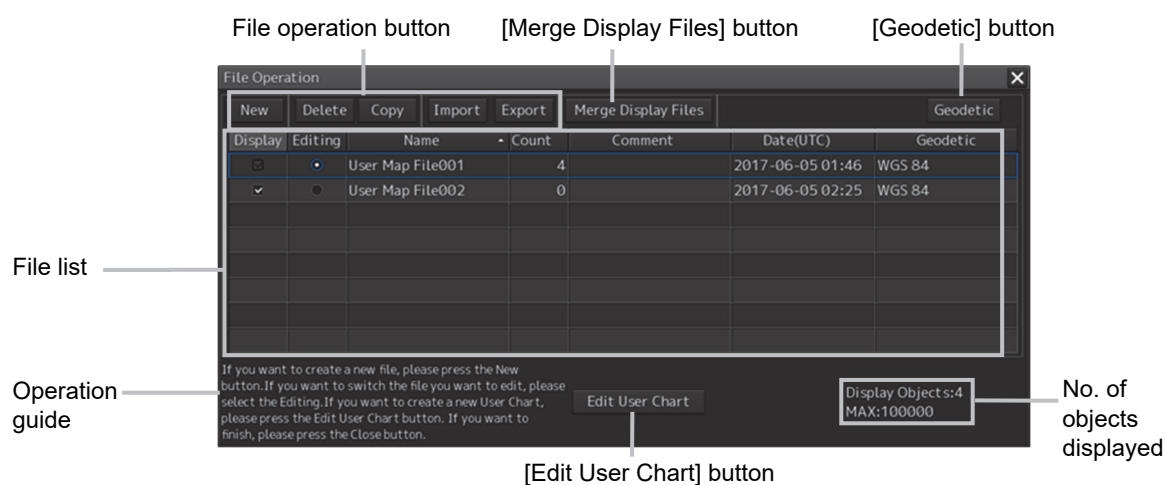 File operation button [Merge Display Files] button [Geodetic] button
File Operation
New Delete Copy Import Export Merge Display Files Geodetic
Display Editing Name Count Comment Date(UTC) Geodetic
User Map File001 4 2017-06-05 01:46 WGS 84
User Map File002 0 2017-06-05 02:25 WGS 84
File list
If you want to create a new file, please press the New
button.If you want to switch the file you want to edit, please
select the Editing.If you want to create a new User Chart,
please press the Edit User Chart button. If you want to
finish, please press the Close button.
Operation
guide
Edit User Chart
Display Objects:4
MAX:100000
No. of
objects
displayed
[Edit User Chart] button